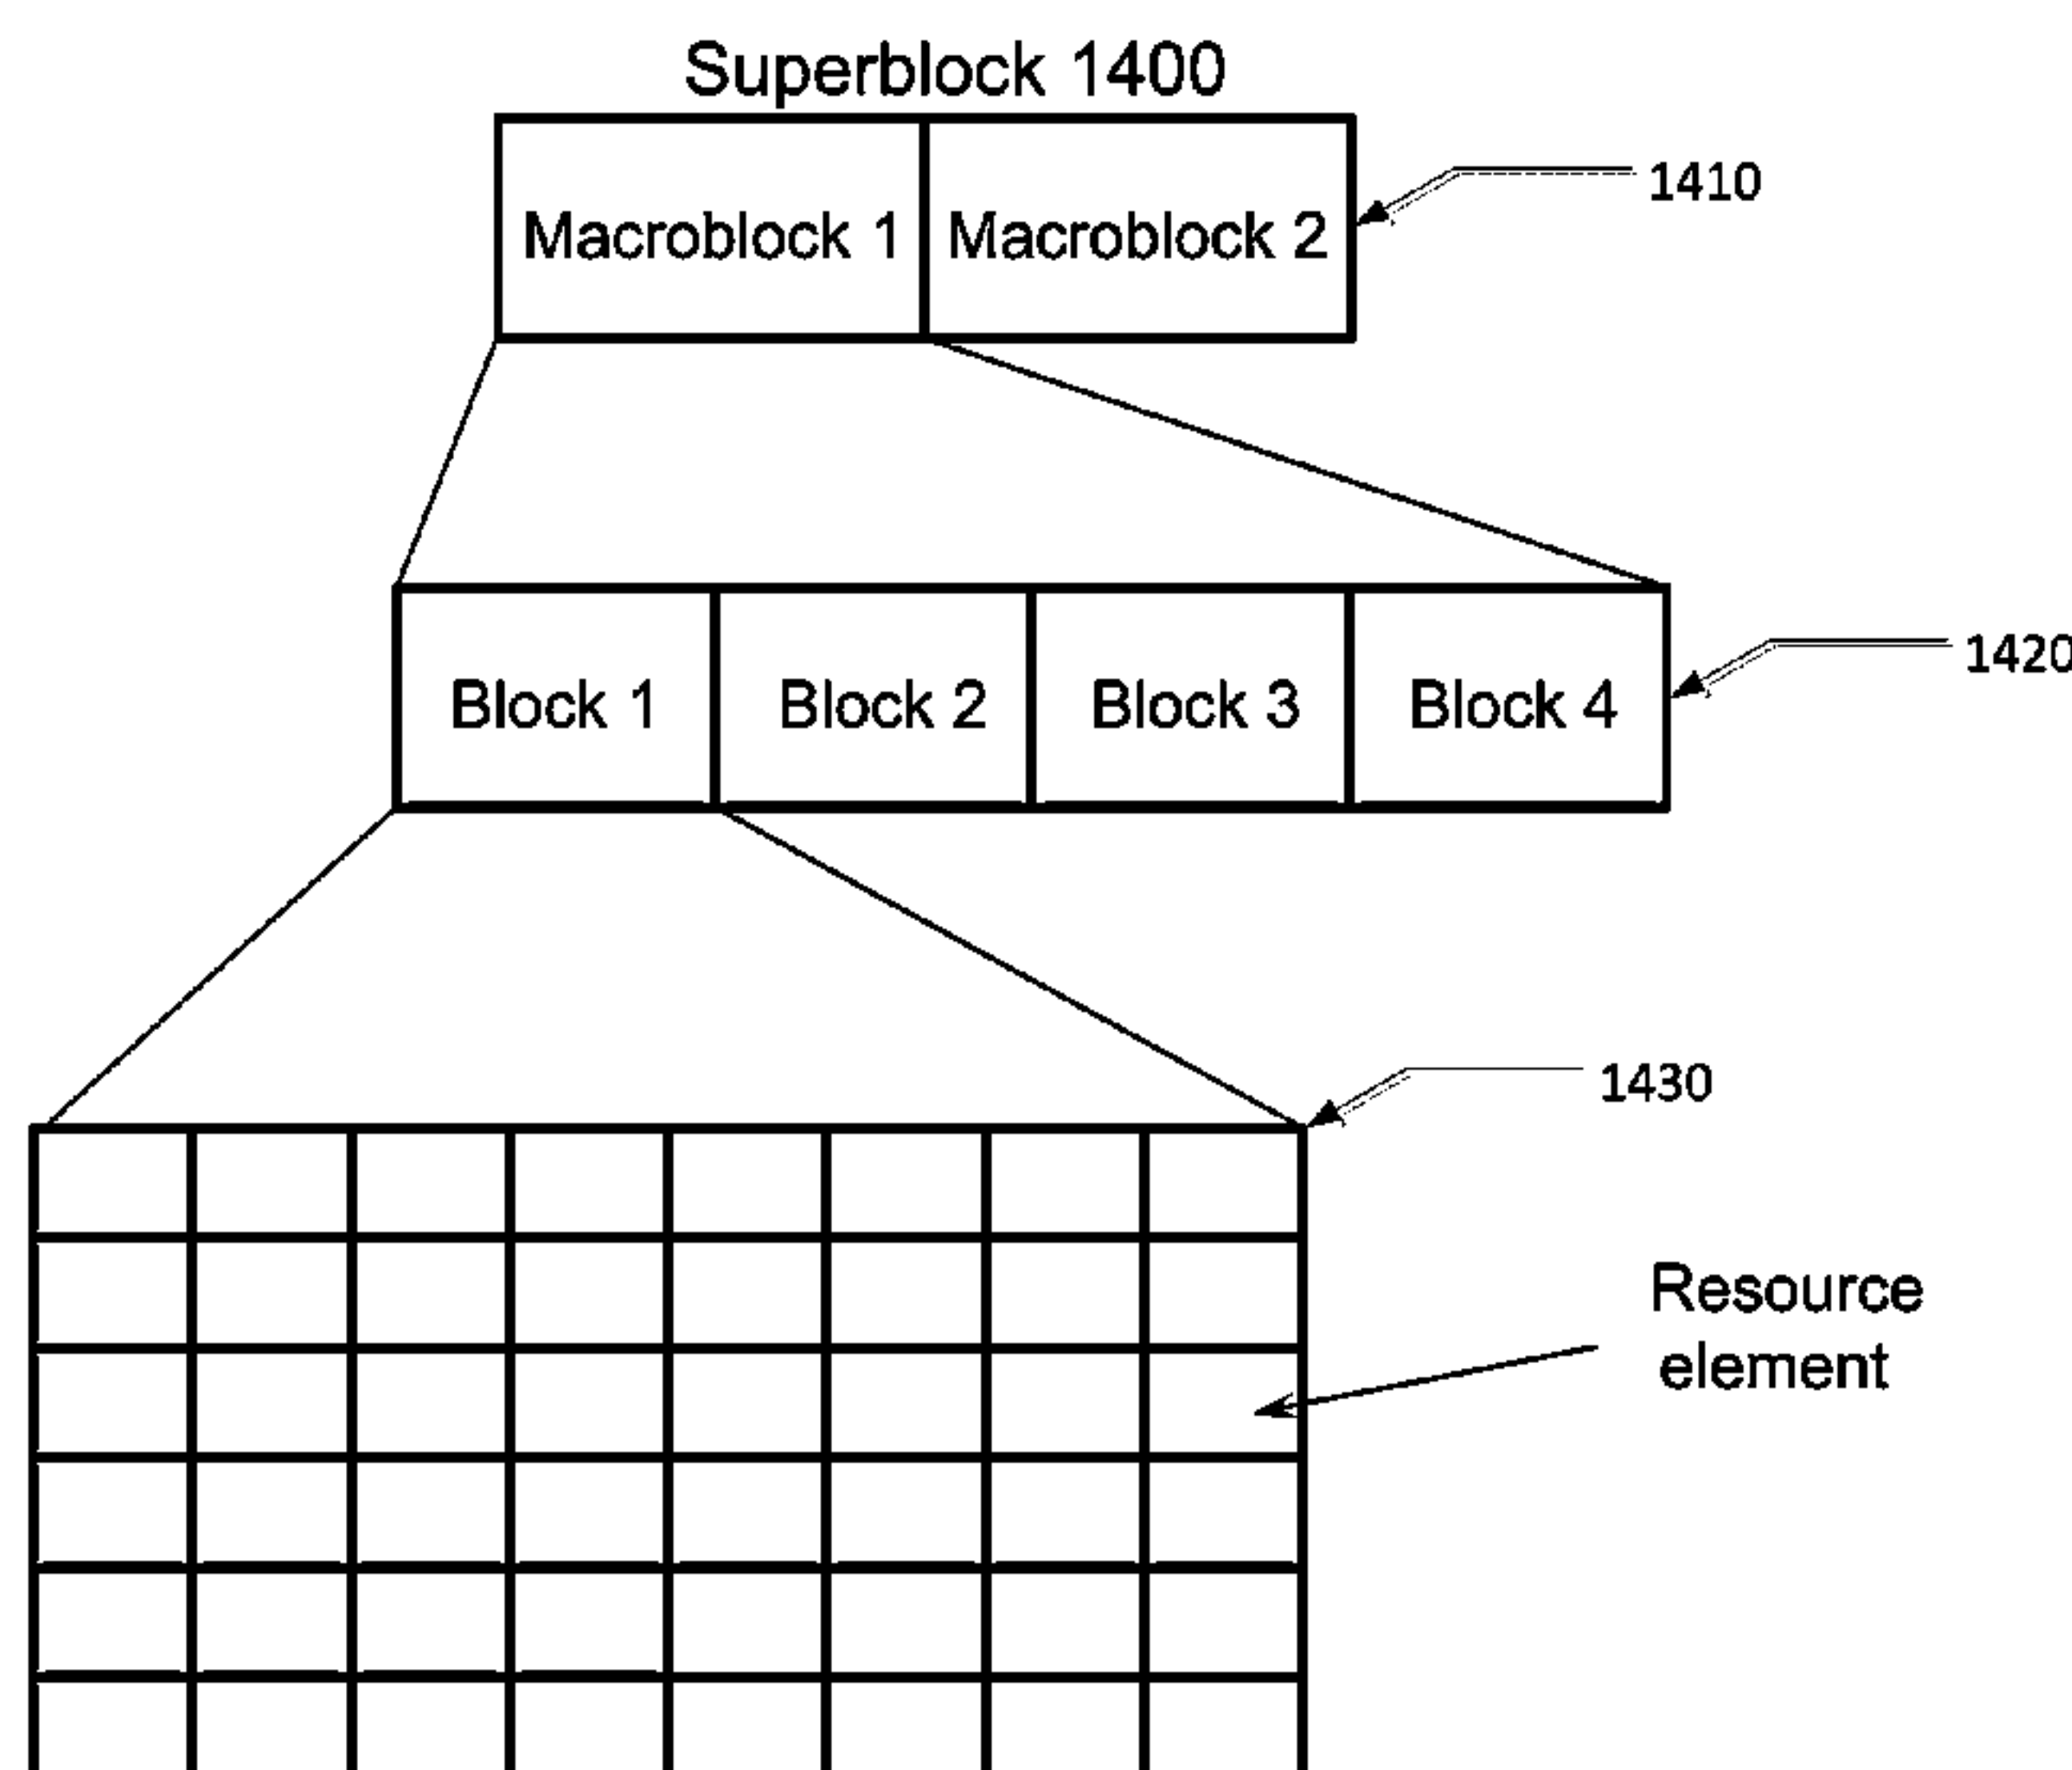 Superblock 1400
Macroblock 1
Macroblock 2
1410
Block 1
Block 2
Block 3
Block 4
1420
1430
Resource
element